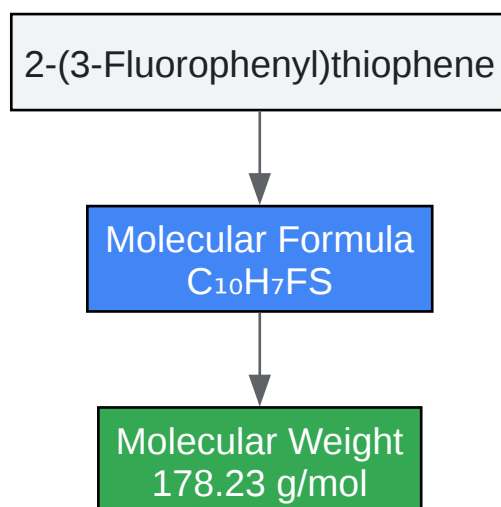 2-(3-Fluorophenyl)thiophene
Molecular Formula
C₁₀H₇FS
Molecular Weight
178.23 g/mol